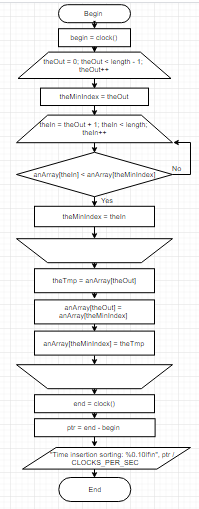 Begin
begin = clock()
theOut = 0; theOut < length - 1;
theOut++
theMinIndex = theOut
theIn = theOut + 1; theIn < length;
theIn++
anArray[theIn] < anArray[theMinIndex]
No
Yes
theMinIndex = theIn
theTmp = anArray[theOut]
anArray[theOut] =
anArray[theMinIndex]
anArray[theMinIndex] = theTmp
end = clock()
ptr = end - begin
"Time insertion sorting: %0.10lf\n", ptr /
CLOCKS_PER_SEC
End